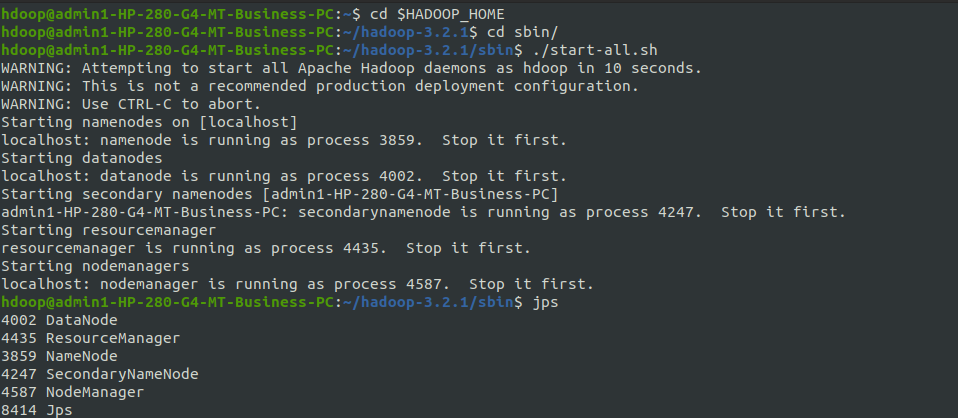 hdoop@admin1-HP-280-G4-MT-Business-PC:~$ cd $HADOOP_HOME
hdoop@admin1-HP-280-G4-MT-Business-PC:~/hadoop-3.2.1$ cd sbin/
hdoop@admin1-HP-280-G4-MT-Business-PC:~/hadoop-3.2.1/sbin$ ./start-all.sh
WARNING: Attempting to start all Apache Hadoop daemons as hdoop in 10 seconds.
WARNING: This is not a recommended production deployment configuration.
WARNING: Use CTRL-C to abort.
Starting namenodes on [localhost]
localhost: namenode is running as process 3859.  Stop it first.
Starting datanodes
localhost: datanode is running as process 4002.  Stop it first.
Starting secondary namenodes [admin1-HP-280-G4-MT-Business-PC]
admin1-HP-280-G4-MT-Business-PC: secondarynamenode is running as process 4247.  Stop it first.
Starting resourcemanager
resourcemanager is running as process 4435.  Stop it first.
Starting nodemanagers
localhost: nodemanager is running as process 4587.  Stop it first.
hdoop@admin1-HP-280-G4-MT-Business-PC:~/hadoop-3.2.1/sbin$ jps
4002 DataNode
4435 ResourceManager
3859 NameNode
4247 SecondaryNameNode
4587 NodeManager
8414 Jps